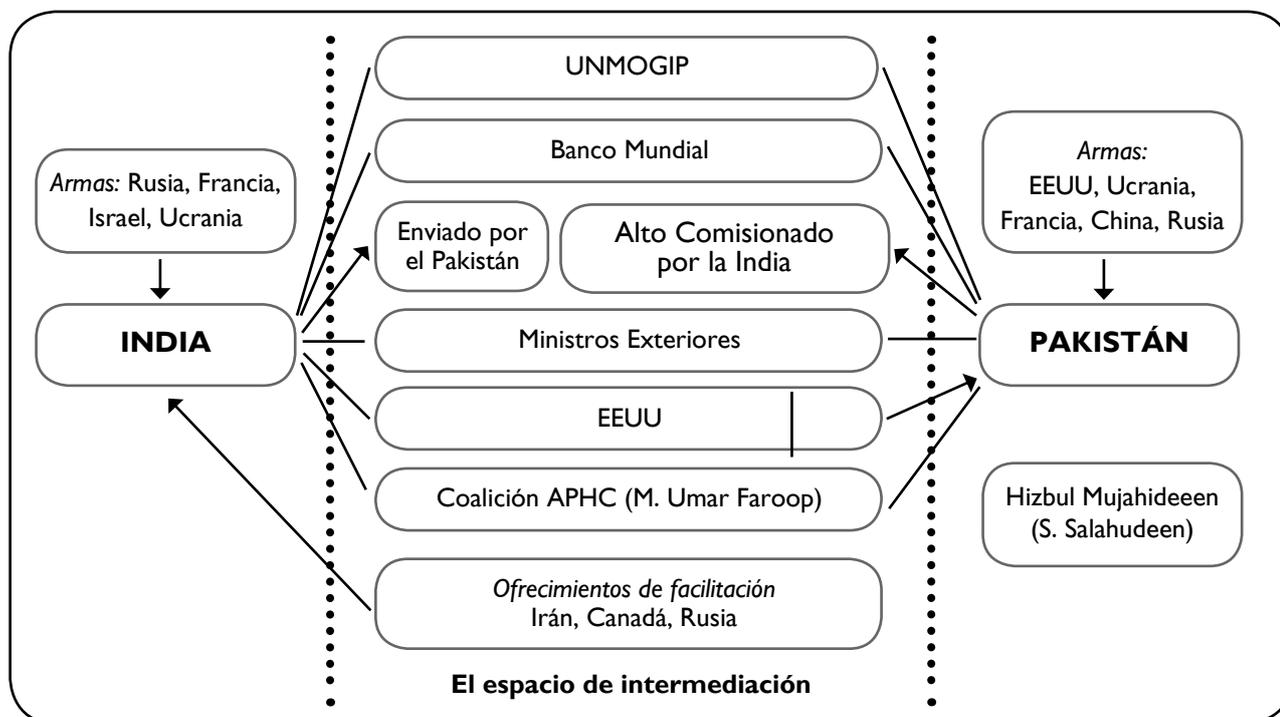 UNMOGIP
Banco Mundial
Armas: Rusia, Francia,
Israel, Ucrania
Armas:
EEUU, Ucrania,
Francia, China, Rusia
Enviado por
el Pakistán
Alto Comisionado
por la India
INDIA
Ministros Exteriores
PAKISTÁN
EEUU
Coalición APHC (M. Umar Faroop)
Hizbul Mujahideeen
(S. Salahudeen)
Ofrecimientos de facilitación
Irán, Canadá, Rusia
El espacio de intermediación